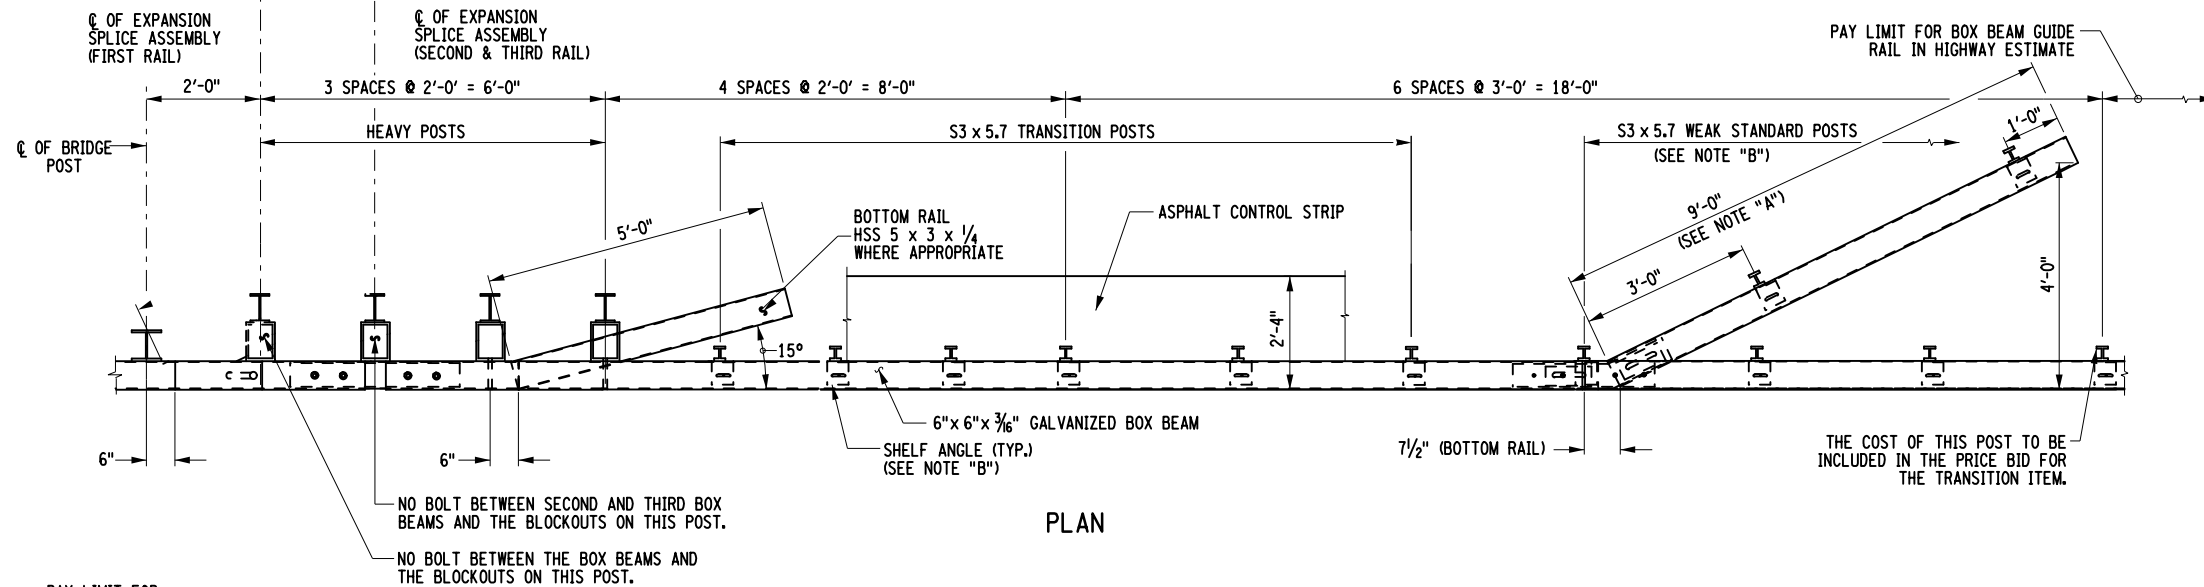 ℄ OF EXPANSION
SPLICE ASSEMBLY
(FIRST RAIL)
℄ OF EXPANSION
SPLICE ASSEMBLY
(SECOND & THIRD RAIL)
PAY LIMIT FOR BOX BEAM GUIDE
RAIL IN HIGHWAY ESTIMATE
2'-0"
3 SPACES @ 2'-0' = 6'-0"
4 SPACES @ 2'-0' = 8'-0"
6 SPACES @ 3'-0' = 18'-0"
HEAVY POSTS
S3 x 5.7 TRANSITION POSTS
S3 x 5.7 WEAK STANDARD POSTS
(SEE NOTE "B")
1'-0"
℄ OF BRIDGE
POST
5'-0"
BOTTOM RAIL
HSS 5 x 3 x 1/4
WHERE APPROPRIATE
ASPHALT CONTROL STRIP
9'-0"
(SEE NOTE "A")
3'-0"
4'-0"
2'-4"
15°
6"x 6"x 3/16" GALVANIZED BOX BEAM
SHELF ANGLE (TYP.)
(SEE NOTE "B")
7 1/2" (BOTTOM RAIL)
THE COST OF THIS POST TO BE
INCLUDED IN THE PRICE BID FOR
THE TRANSITION ITEM.
6"
6"
NO BOLT BETWEEN SECOND AND THIRD BOX
BEAMS AND THE BLOCKOUTS ON THIS POST.
NO BOLT BETWEEN THE BOX BEAMS AND
THE BLOCKOUTS ON THIS POST.
PLAN
PAY LIMIT FOR